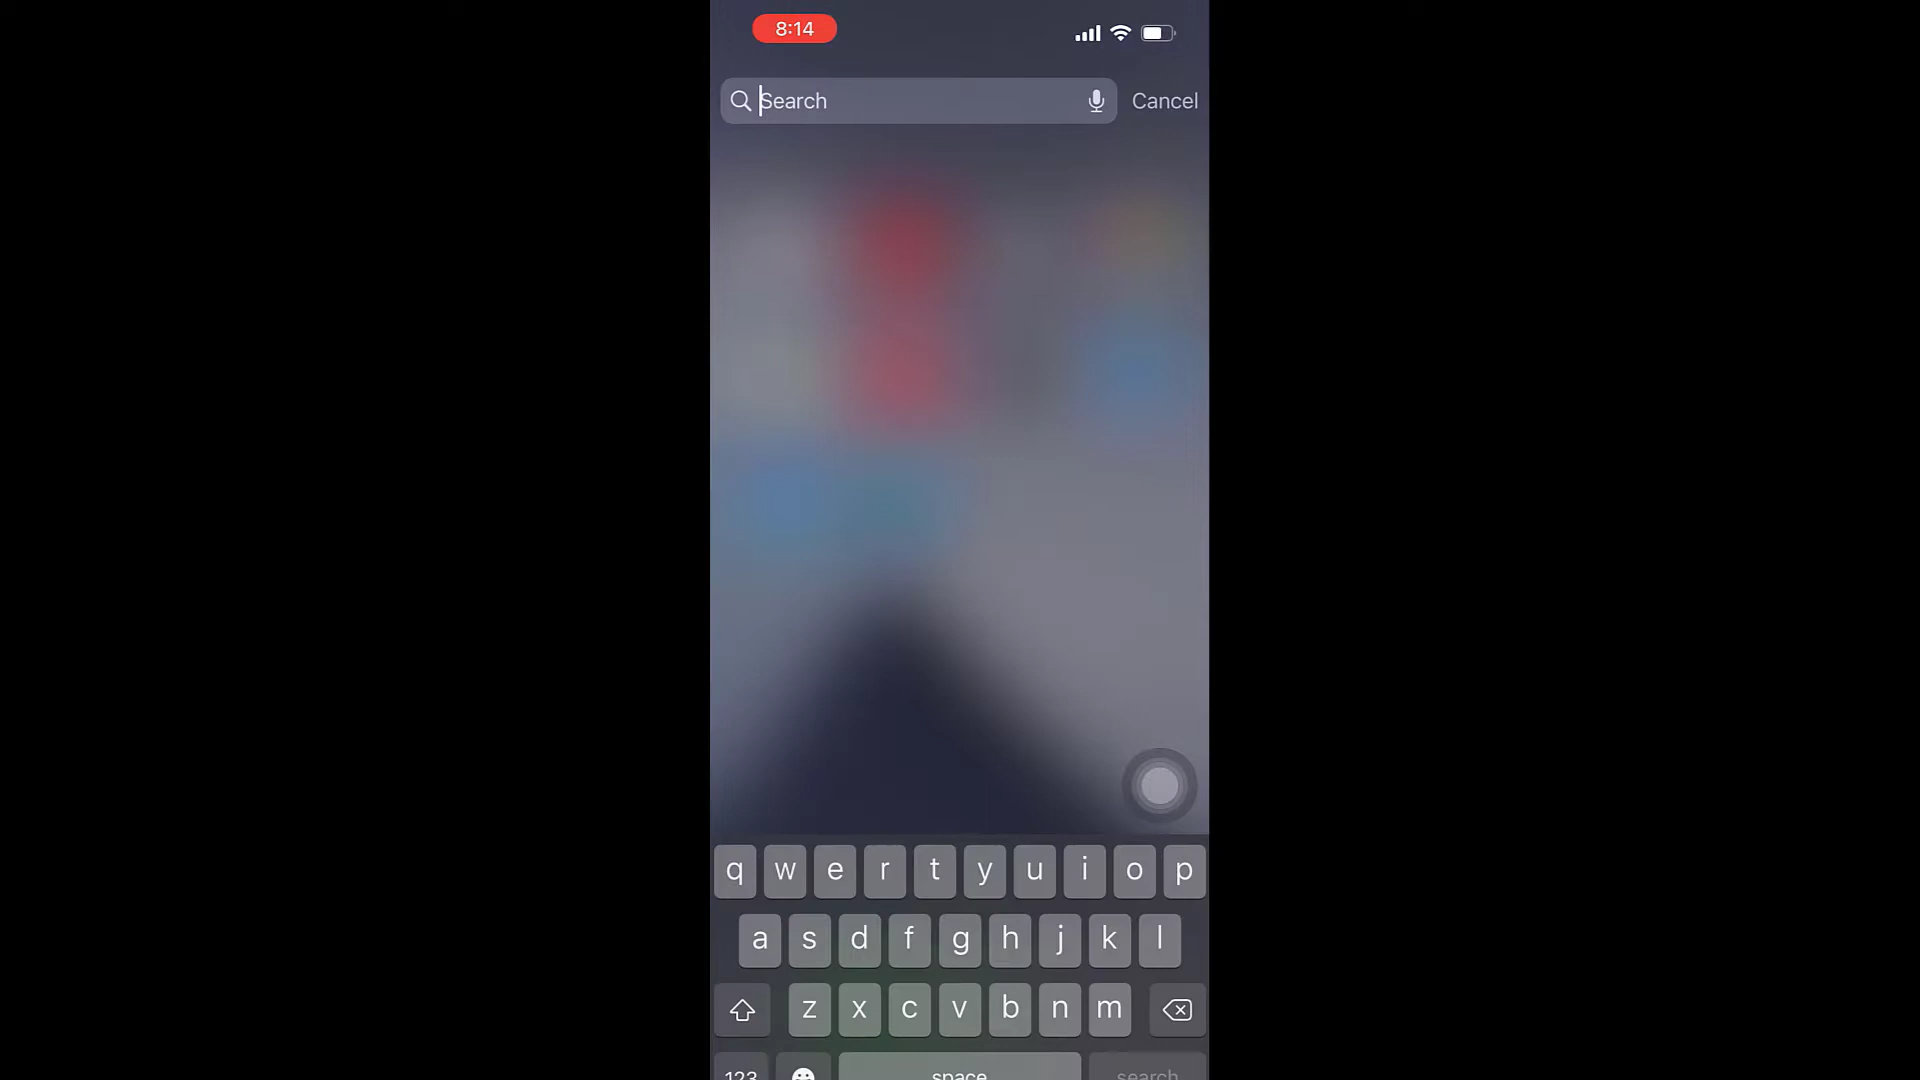 8:14
Search
Cancel
q w e r t y u i o p
a s d f g h j k l
z x c v b n m
123 space search